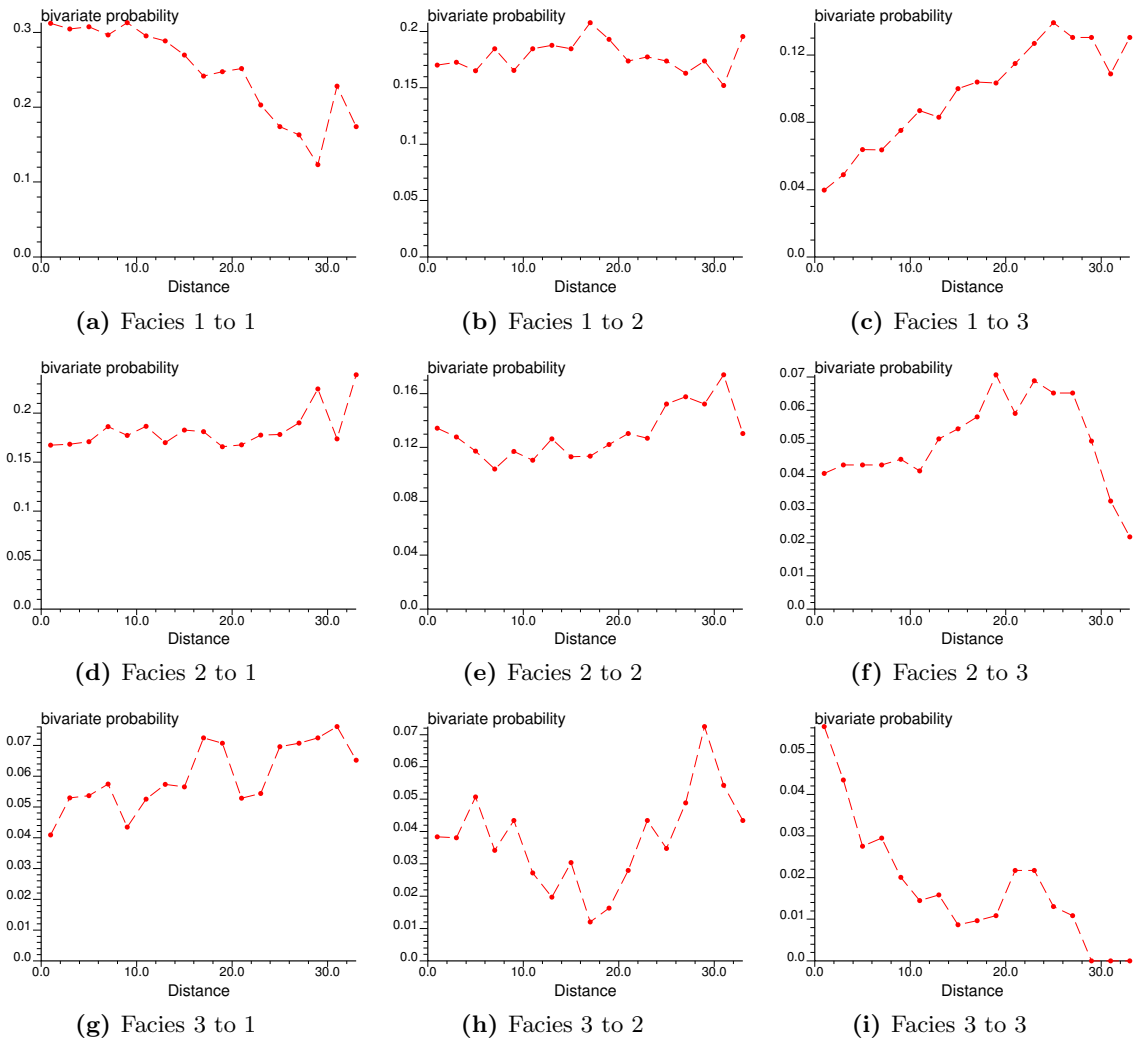 bivariate probability
0.3
0.2
0.1
0.0
0.0 10.0 20.0 30.0
Distance
(a) Facies 1 to 1
bivariate probability
0.2
0.15
0.1
0.05
0.0
0.0 10.0 20.0 30.0
Distance
(b) Facies 1 to 2
bivariate probability
0.12
0.08
0.04
0.0
0.0 10.0 20.0 30.0
Distance
(c) Facies 1 to 3
bivariate probability
0.2
0.15
0.1
0.05
0.0
0.0 10.0 20.0 30.0
Distance
(d) Facies 2 to 1
bivariate probability
0.16
0.12
0.08
0.04
0.0
0.0 10.0 20.0 30.0
Distance
(e) Facies 2 to 2
bivariate probability
0.07
0.06
0.05
0.04
0.03
0.02
0.01
0.0
0.0 10.0 20.0 30.0
Distance
(f) Facies 2 to 3
bivariate probability
0.07
0.06
0.05
0.04
0.03
0.02
0.01
0.0
0.0 10.0 20.0 30.0
Distance
(g) Facies 3 to 1
bivariate probability
0.07
0.06
0.05
0.04
0.03
0.02
0.01
0.0
0.0 10.0 20.0 30.0
Distance
(h) Facies 3 to 2
bivariate probability
0.05
0.04
0.03
0.02
0.01
0.0
0.0 10.0 20.0 30.0
Distance
(i) Facies 3 to 3